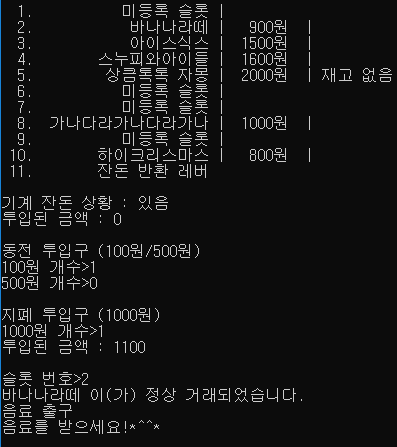 1. 미등록 슬롯 |
2. 바나나라떼 | 900원 |
3. 아이스식스 | 1500원 |
4. 스누피와아이들 | 1600원 |
5. 상큼톡톡 자몽 | 2000원 | 재고 없음
6. 미등록 슬롯 |
7. 미등록 슬롯 |
8. 가나다라가나다라가나 | 1000원 |
9. 미등록 슬롯 |
10. 하이크리스마스 | 800원 |
11. 잔돈 반환 레버
기계 잔돈 상황 : 있음
투입된 금액 : 0
동전 투입구 (100원/500원)
100원 개수>1
500원 개수>0
지폐 투입구 (1000원)
1000원 개수>1
투입된 금액 : 1100
슬롯 번호>2
바나나라떼 이(가) 정상 거래되었습니다.
음료 출구
음료를 받으세요!*^^*